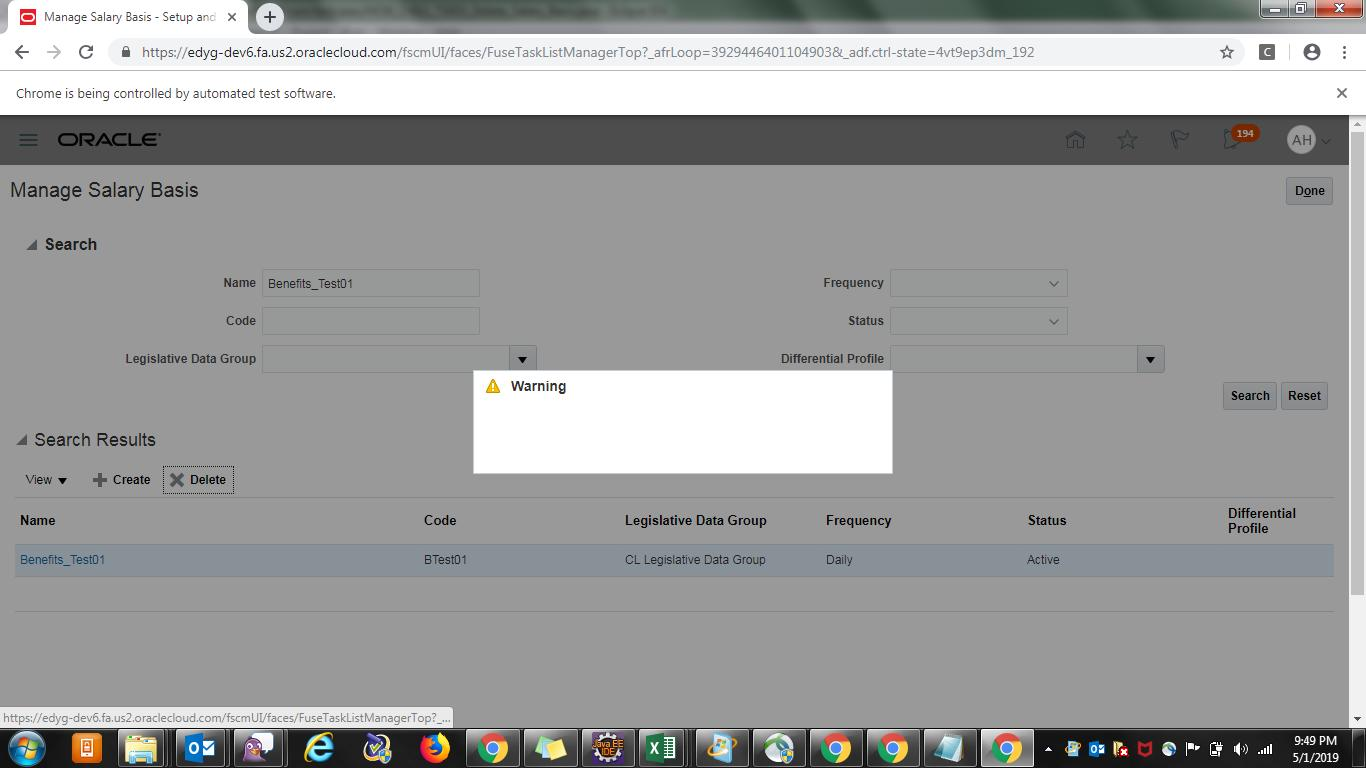 Manage Salary Basis - Setup and
https://edyg-dev6.fa.us2.oraclecloud.com/fscmUI/faces/FuseTaskListManagerTop?_afrLoop=39294464011049038&_adf.ctrl-state=4vt9ep3dm_192
C
Chrome is being controlled by automated test software.
ORACLE
194
AH
Manage Salary Basis
Done
Search
Name Benefits_Test01 Frequency
Code Status
Legislative Data Group Differential Profile
Warning
Search Reset
Search Results
View Create Delete
Name Code Legislative Data Group Frequency Status Differential Profile
Benefits_Test01 BTest01 CL Legislative Data Group Daily Active
https://edyg-dev6.fa.us2.oraclecloud.com/fscmUI/faces/FuseTaskListManagerTop?_...
Java EE
IDE
9:49 PM
5/1/2019